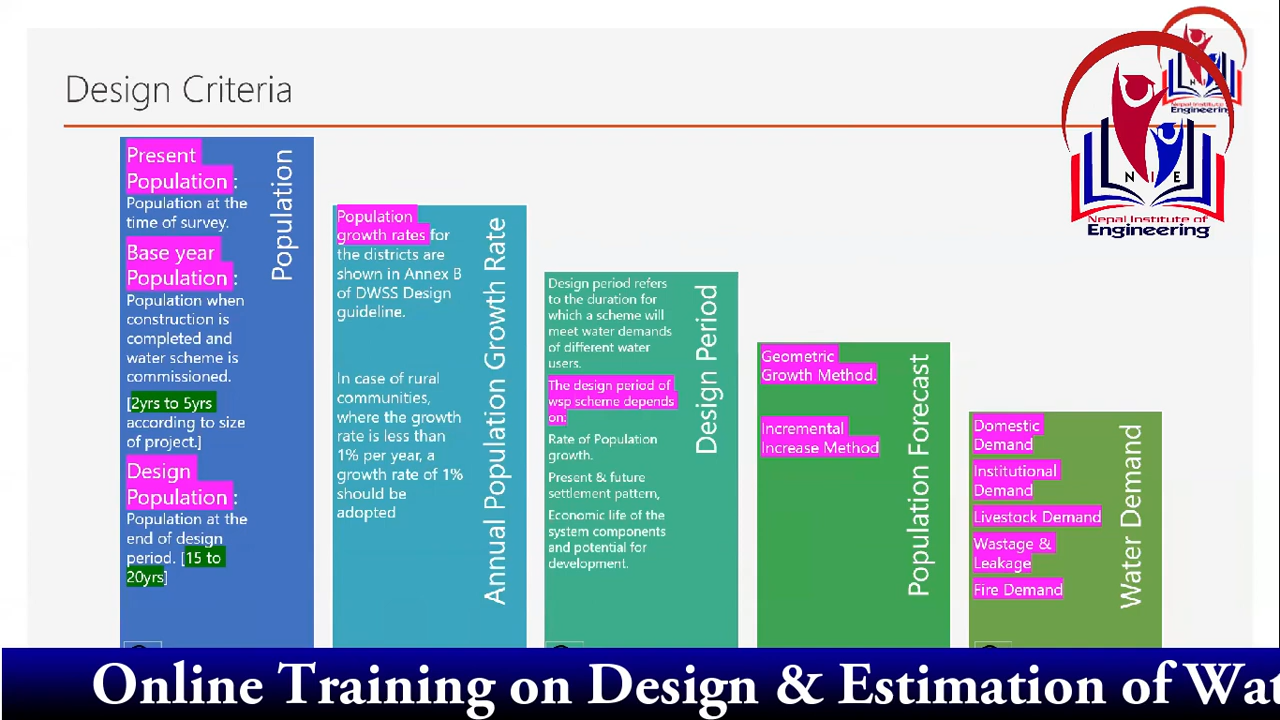 Design Criteria
Present
Population :
Population at the
time of survey.
Base year
Population :
Population when
construction is
completed and
water scheme is
commissioned.
[2yrs to 5yrs
according to size
of project.]
Design
Population :
Population at the
end of design
period. [15 to
20yrs]
Population
Population
growth rates for
the districts are
shown in Annex B
of DWSS Design
guideline.
In case of rural
communities,
where the growth
rate is less than
1% per year, a
growth rate of 1%
should be
adopted
Annual Population Growth Rate
Design period refers
to the duration for
which a scheme will
meet water demands
of different water
users.
The design period of
wsp scheme depends
on:
Rate of Population
growth.
Present & future
settlement pattern,
Economic life of the
system components
and potential for
development.
Design Period
Geometric
Growth Method.
Incremental
Increase Method
Population Forecast
Domestic
Demand
Institutional
Demand
Livestock Demand
Wastage &
Leakage
Fire Demand
Water Demand
Nepal Institute of
Engineering
N I E
Nepal Institute of
Engineering
Online Training on Design & Estimation of Wat